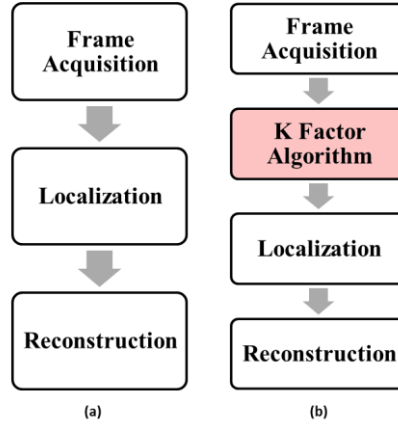 Frame
Acquisition
Localization
Reconstruction
(a)
Frame
Acquisition
K Factor
Algorithm
Localization
Reconstruction
(b)